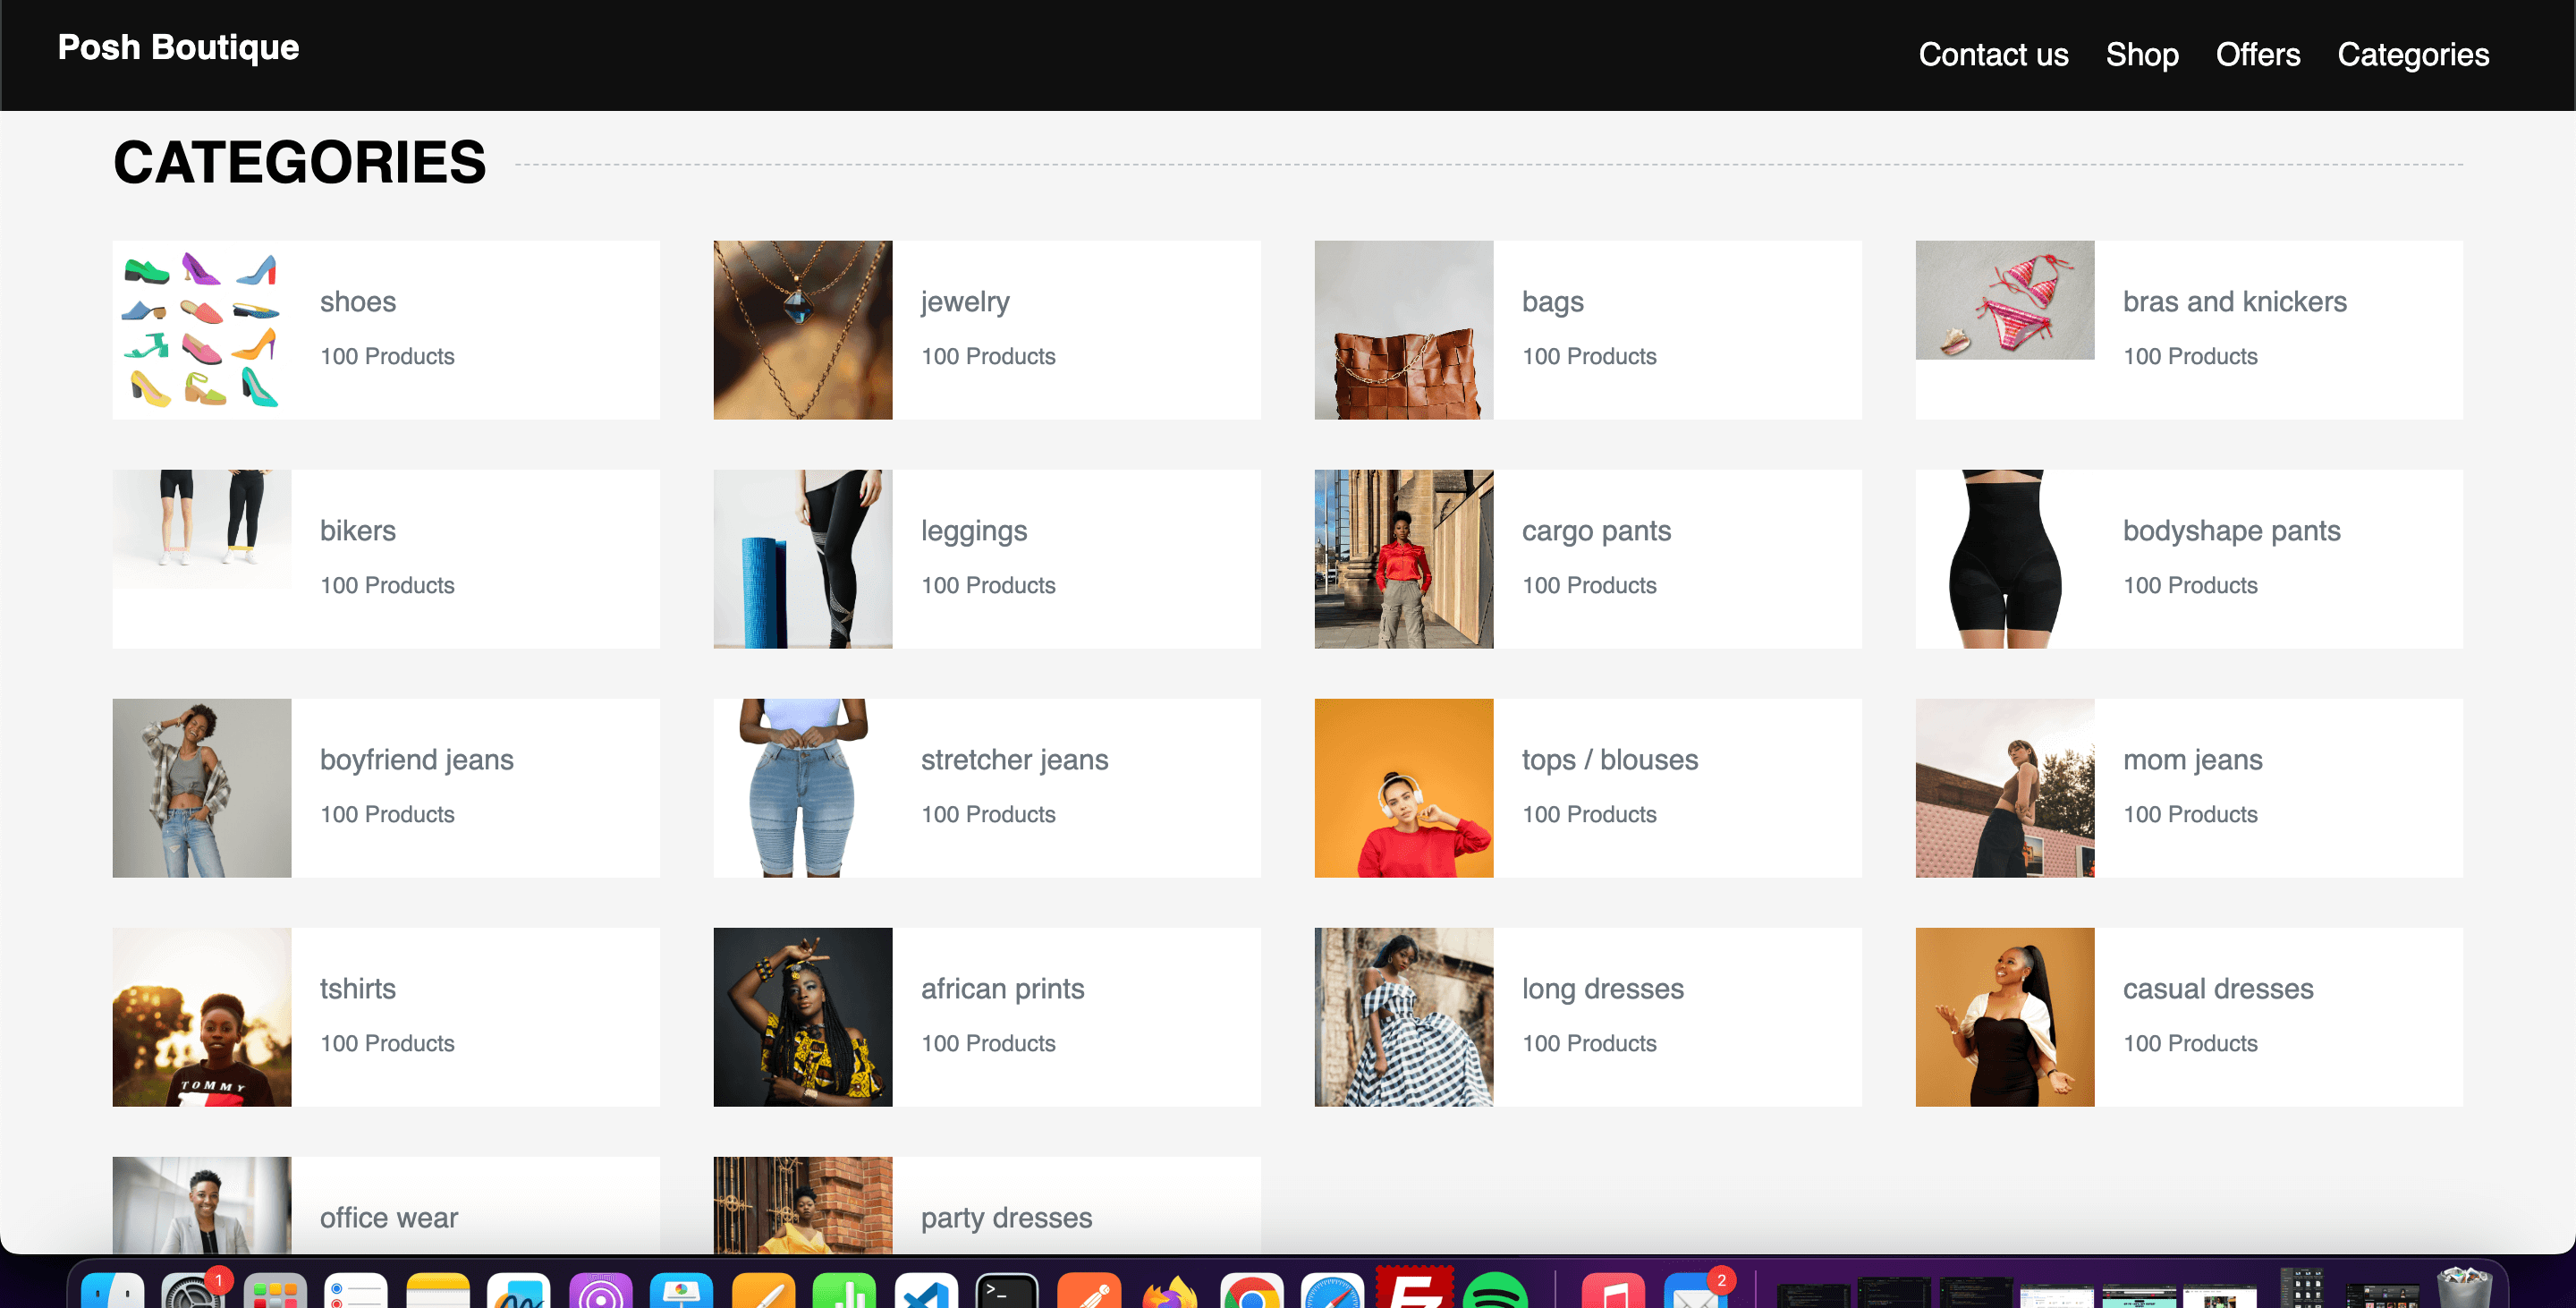 Posh Boutique
Contact us Shop Offers Categories
CATEGORIES
shoes
100 Products
jewelry
100 Products
bags
100 Products
bras and knickers
100 Products
bikers
100 Products
leggings
100 Products
cargo pants
100 Products
bodyshape pants
100 Products
boyfriend jeans
100 Products
stretcher jeans
100 Products
tops / blouses
100 Products
mom jeans
100 Products
tshirts
100 Products
TOMMY
african prints
100 Products
long dresses
100 Products
casual dresses
100 Products
office wear
party dresses
1
>_
2